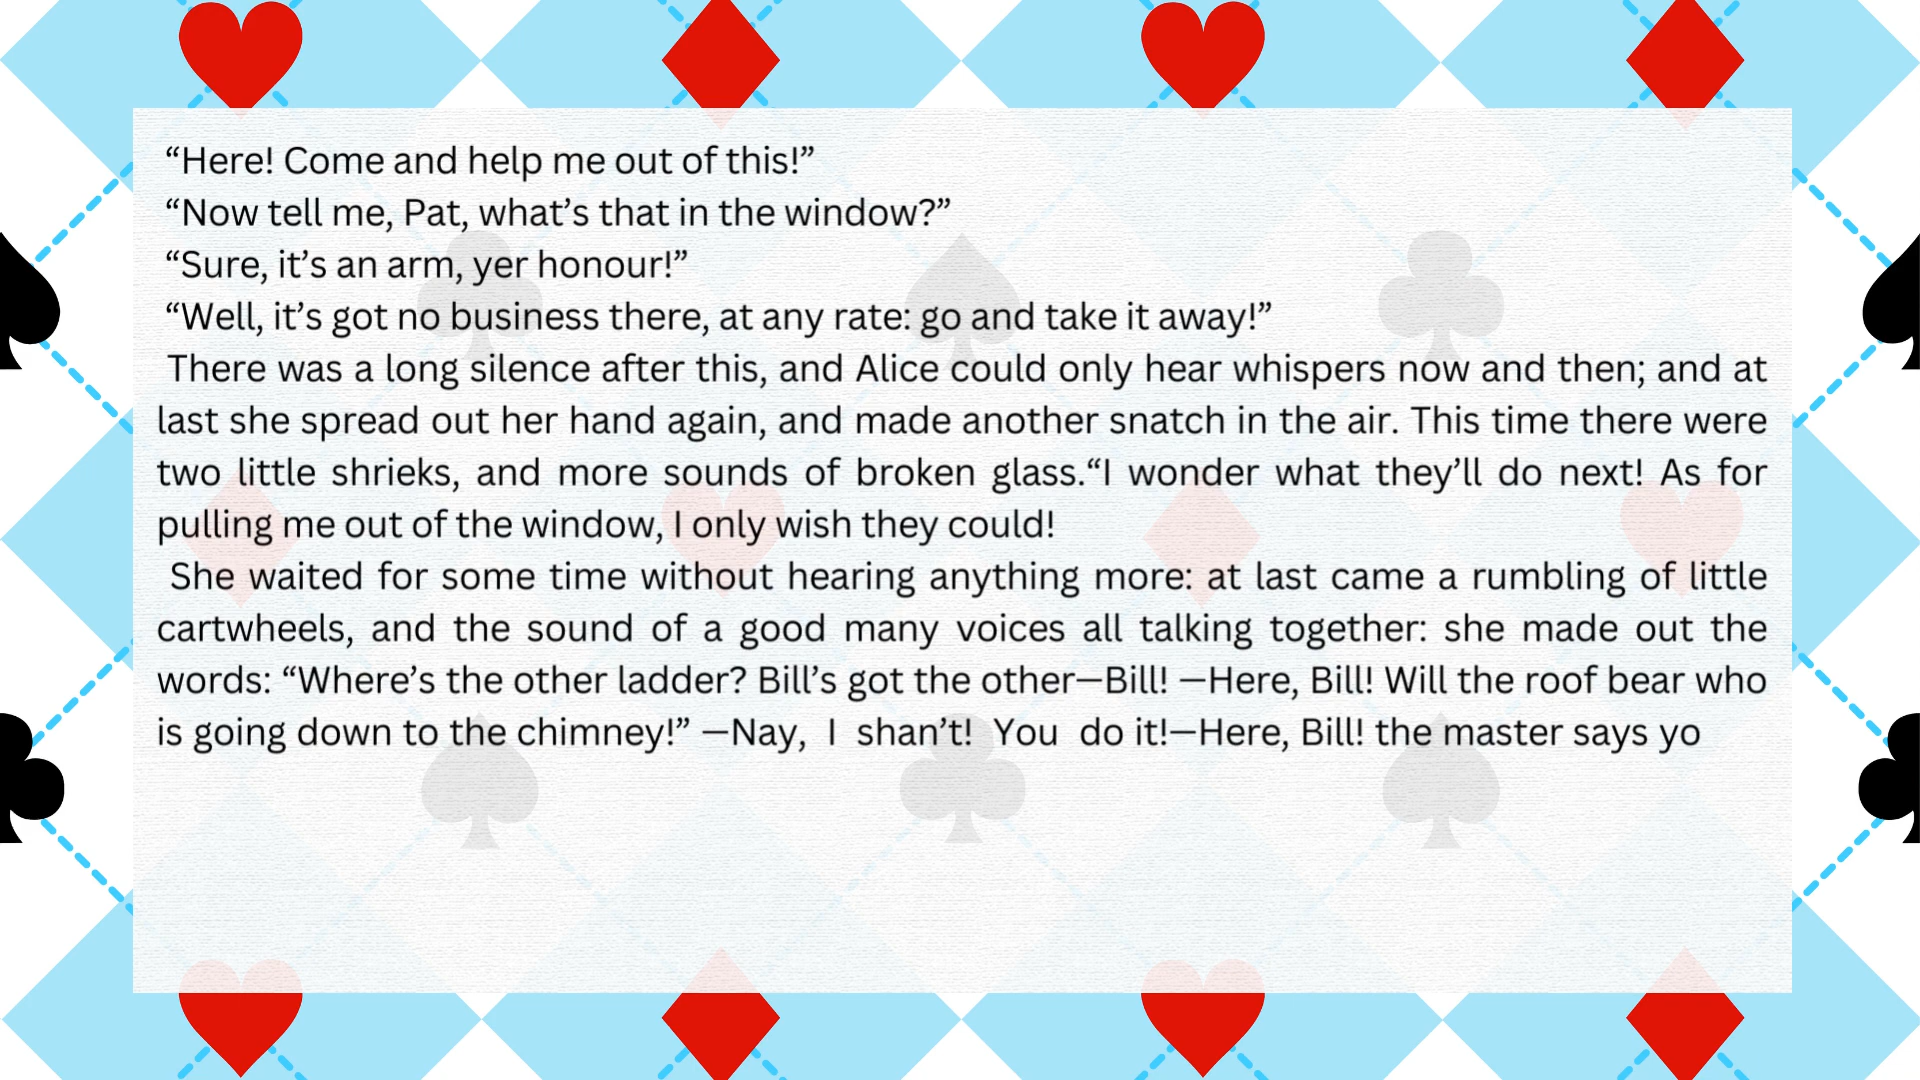 “Here! Come and help me out of this!”
“Now tell me, Pat, what’s that in the window?”
“Sure, it’s an arm, yer honour!”
“Well, it’s got no business there, at any rate: go and take it away!”
There was a long silence after this, and Alice could only hear whispers now and then; and at
last she spread out her hand again, and made another snatch in the air. This time there were
two little shrieks, and more sounds of broken glass.“I wonder what they’ll do next! As for
pulling me out of the window, I only wish they could!
She waited for some time without hearing anything more: at last came a rumbling of little
cartwheels, and the sound of a good many voices all talking together: she made out the
words: “Where’s the other ladder? Bill’s got the other—Bill! —Here, Bill! Will the roof bear who
is going down to the chimney!” —Nay, I shan’t! You do it!—Here, Bill! the master says yo